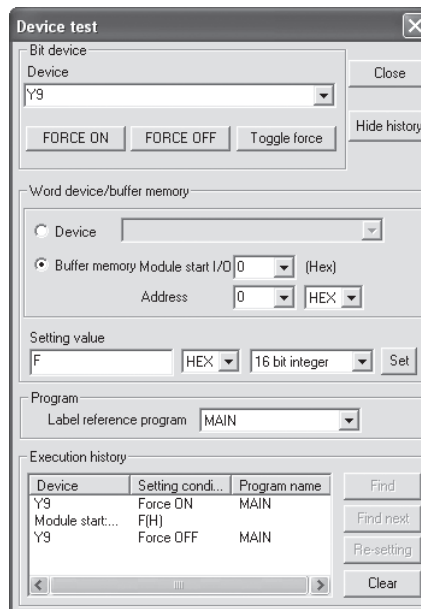 Device test
Bit device
Device
Close
Y9
FORCE ON FORCE OFF Toggle force
Hide history
Word device/buffer memory
Device
Buffer memory Module start I/O 0 (Hex)
Address 0 HEX
Setting value
F HEX 16 bit integer Set
Program
Label reference program MAIN
Execution history
Device Setting condi... Program name
Y9 Force ON MAIN
Module start:... F(H)
Y9 Force OFF MAIN
Find
Find next
Re-setting
Clear